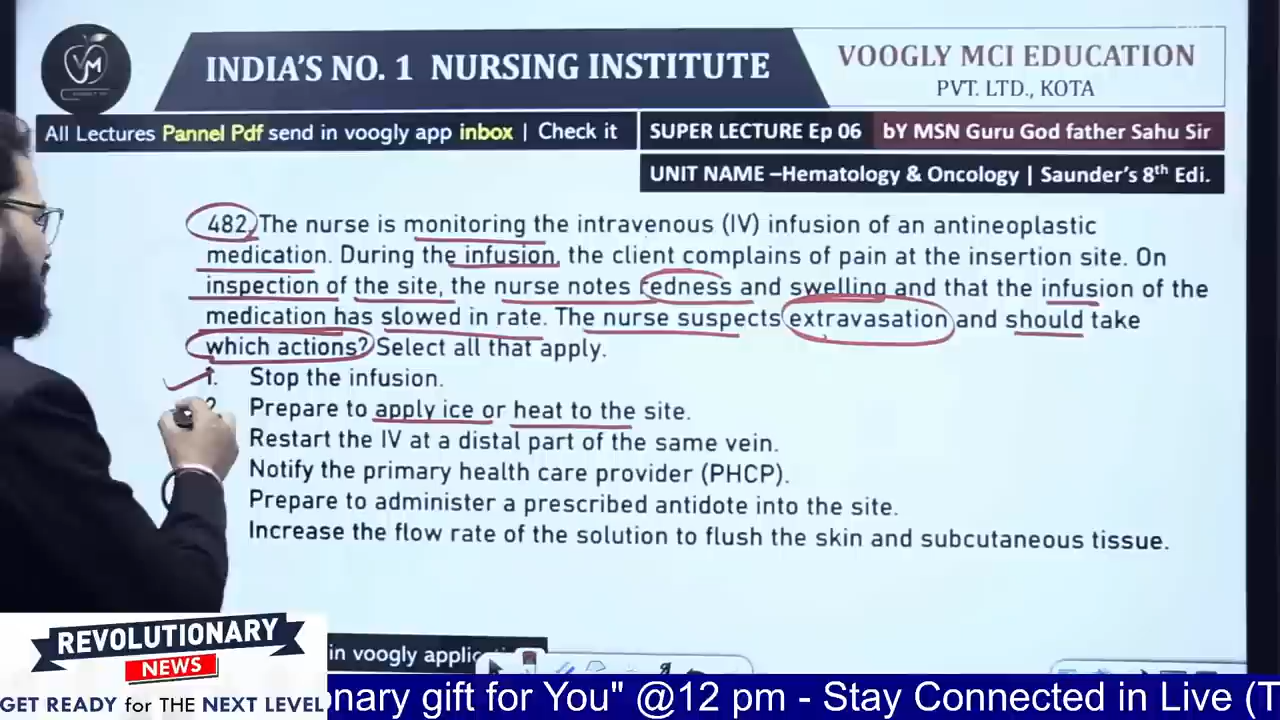 INDIA'S NO. 1 NURSING INSTITUTE
VOOGLY MCI EDUCATION
PVT. LTD., KOTA
VM
All Lectures Pannel Pdf send in voogly app inbox | Check it
SUPER LECTURE Ep 06 bY MSN Guru God father Sahu Sir
UNIT NAME –Hematology & Oncology | Saunder's 8th Edi.
482. The nurse is monitoring the intravenous (IV) infusion of an antineoplastic
medication. During the infusion, the client complains of pain at the insertion site. On
inspection of the site, the nurse notes redness and swelling and that the infusion of the
medication has slowed in rate. The nurse suspects extravasation and should take
which actions? Select all that apply.
1. Stop the infusion.
2. Prepare to apply ice or heat to the site.
Restart the IV at a distal part of the same vein.
Notify the primary health care provider (PHCP).
Prepare to administer a prescribed antidote into the site.
Increase the flow rate of the solution to flush the skin and subcutaneous tissue.
in voogly applic
REVOLUTIONARY
NEWS
GET READY for THE NEXT LEVEL
onary gift for You" @12 pm - Stay Connected in Live (T